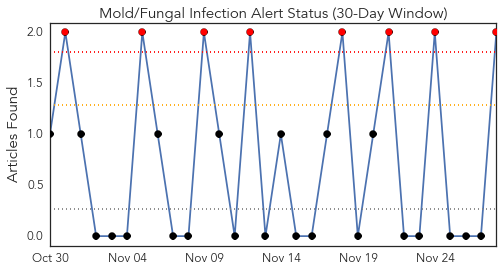 Mold/Fungal Infection Alert Status (30-Day Window)
Articles Found
2.0
1.5
1.0
0.5
0.0
Oct 30
Nov 04
Nov 09
Nov 14
Nov 19
Nov 24